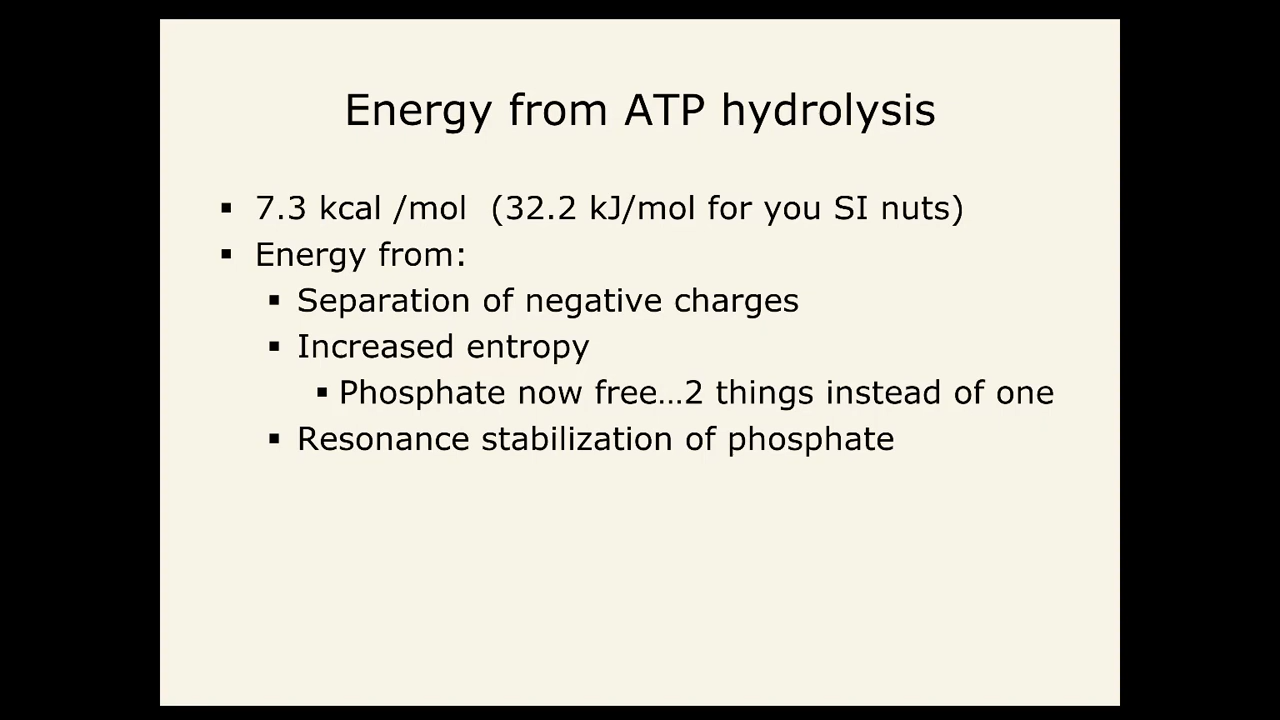 Energy from ATP hydrolysis
▪ 7.3 kcal /mol  (32.2 kJ/mol for you SI nuts)
▪ Energy from:
▪ Separation of negative charges
▪ Increased entropy
▪ Phosphate now free…2 things instead of one
▪ Resonance stabilization of phosphate